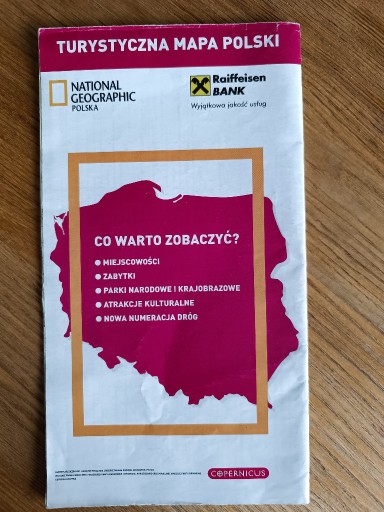 TURYSTYCZNA MAPA POLSKI
NATIONAL
GEOGRAPHIC
POLSKA
Raiffeisen
BANK
Wyjątkowa jakość usług
CO WARTO ZOBACZYĆ?
● MIEJSCOWOŚCI
● ZABYTKI
● PARKI NARODOWE I KRAJOBRAZOWE
● ATRAKCJE KULTURALNE
● NOWA NUMERACJA DRÓG
COPERNICUS